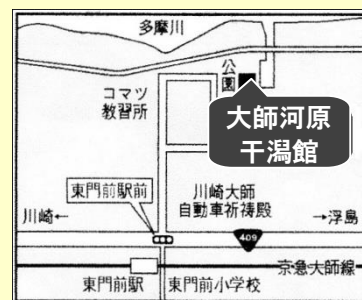 多摩川
公園
コマツ
教習所
大師河原
干潟館
東門前駅前
川崎大師
自動車祈祷殿
川崎←
→浮島
409
京急大師線
東門前駅
東門前小学校